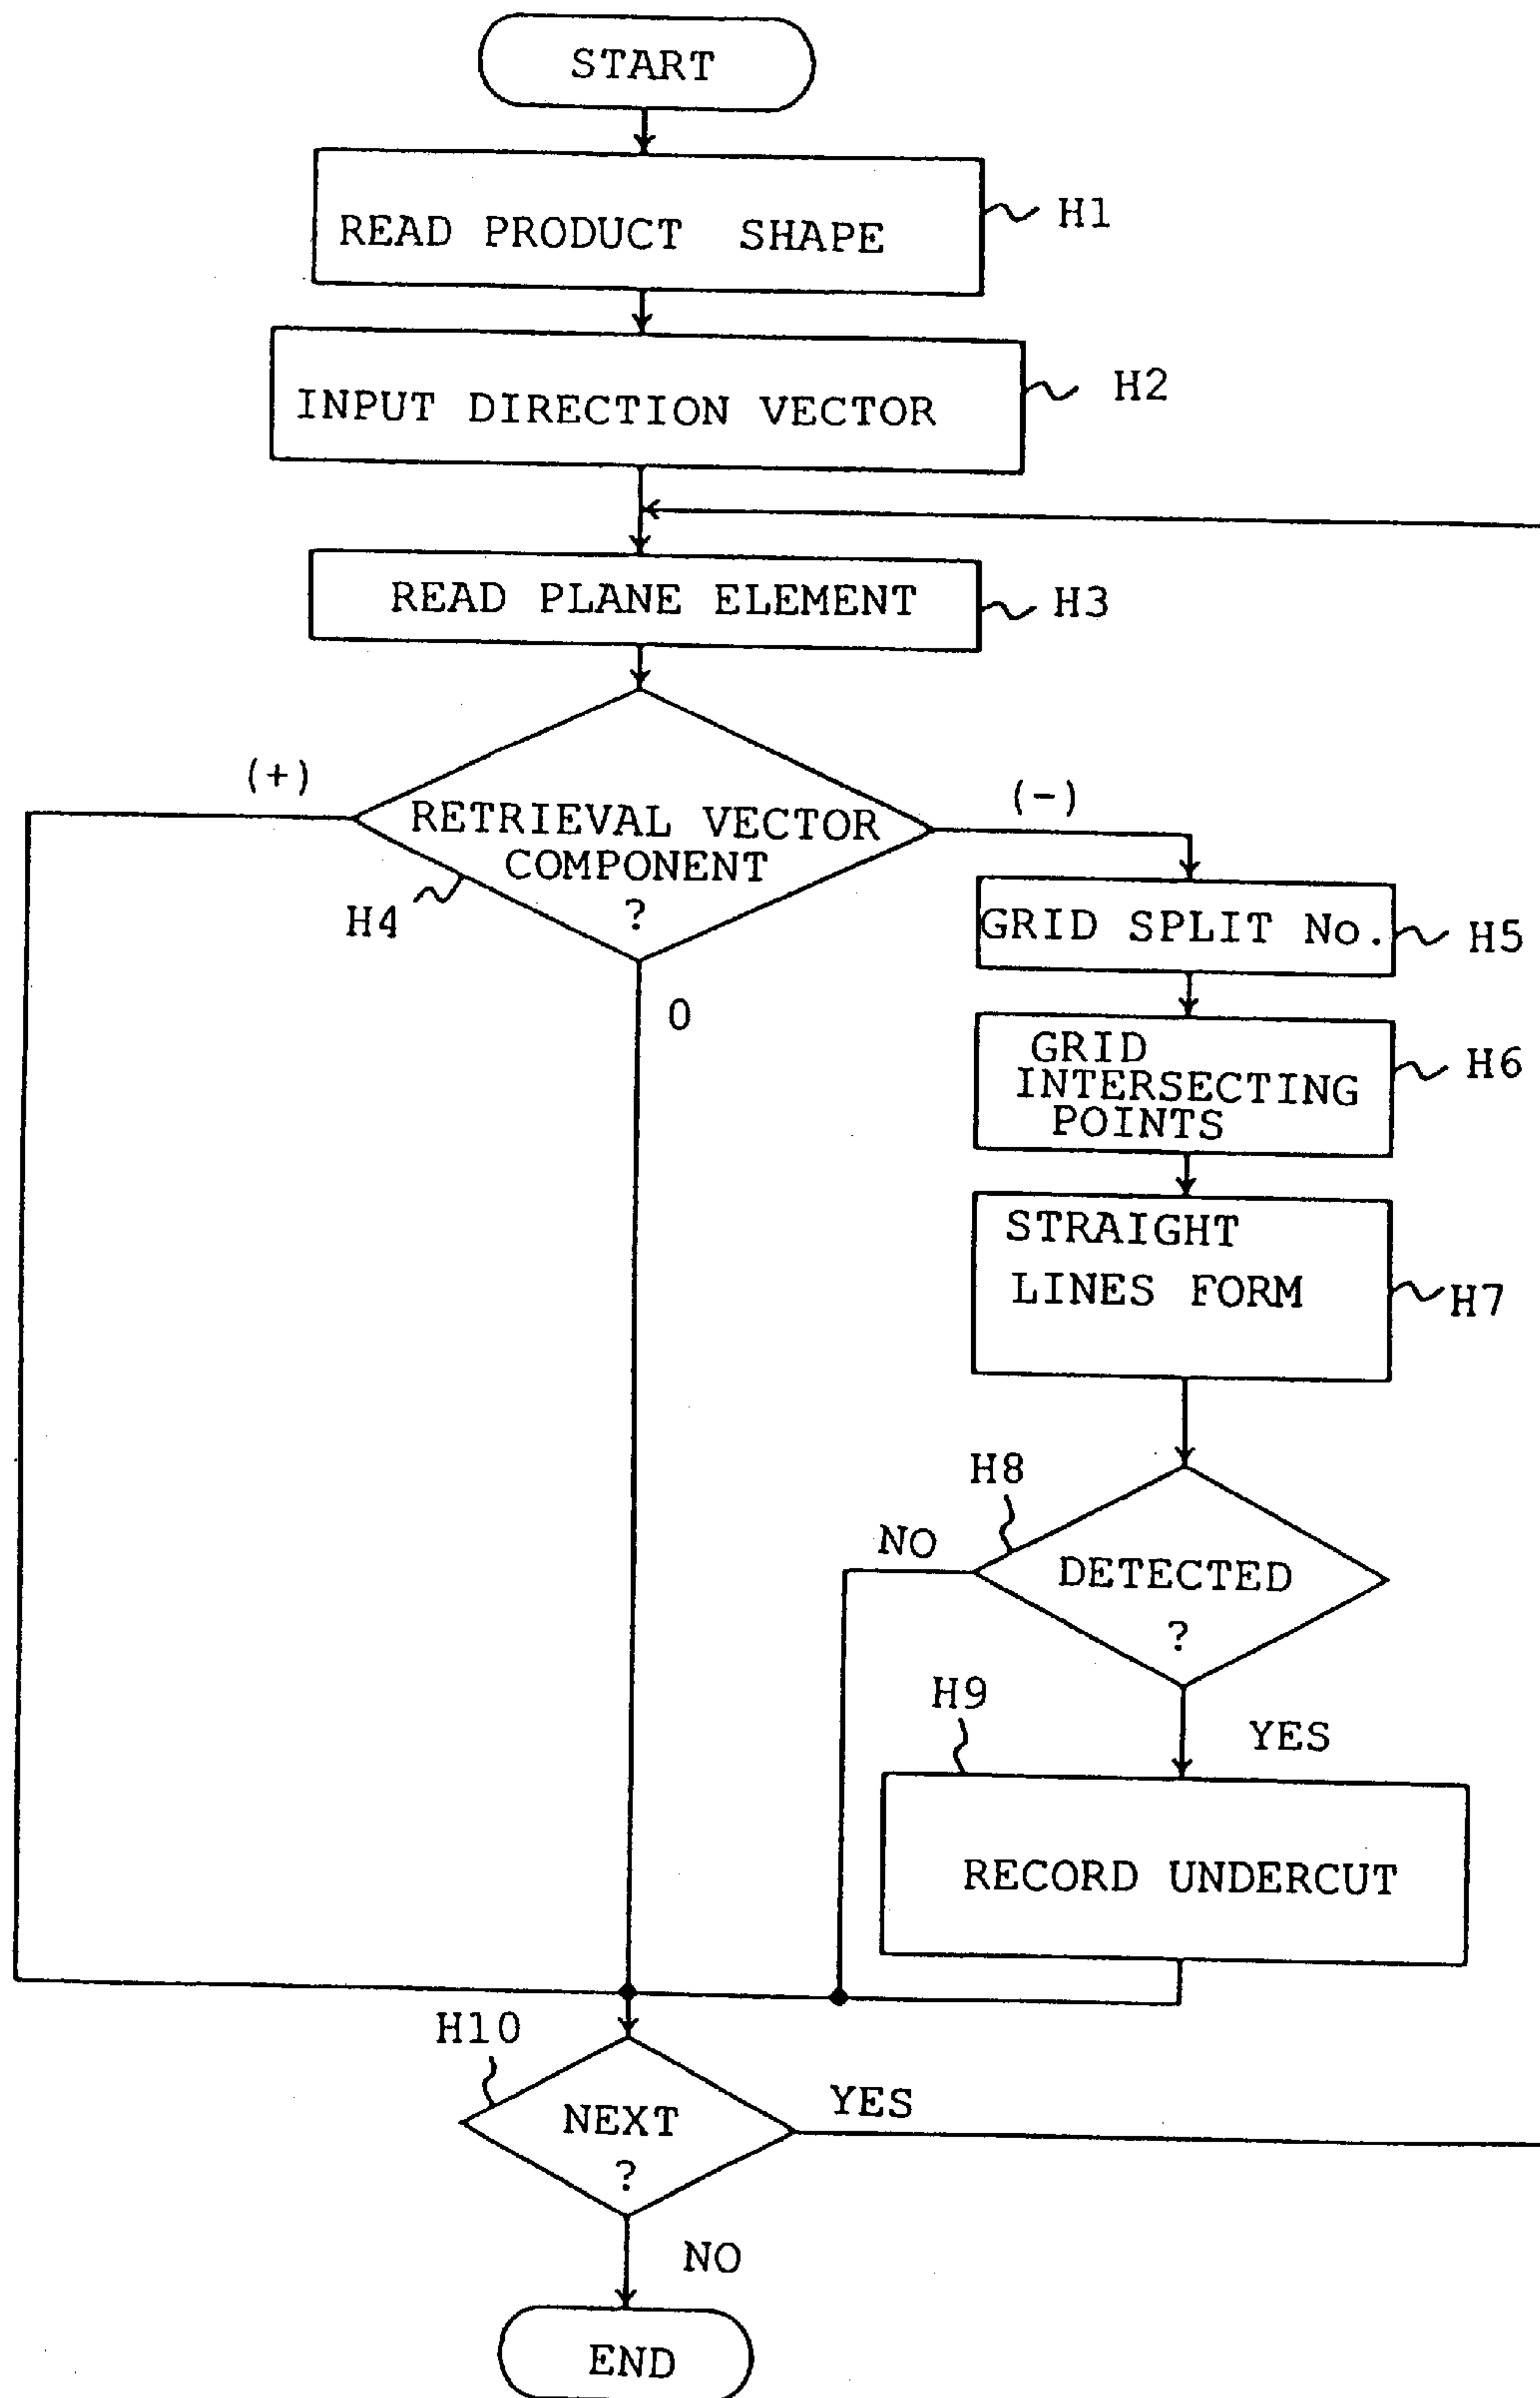 START
READ PRODUCT SHAPE
H1
INPUT DIRECTION VECTOR
H2
READ PLANE ELEMENT
H3
(+)
(-)
RETRIEVAL VECTOR
COMPONENT
?
H4
0
GRID SPLIT No.
H5
GRID
INTERSECTING
POINTS
H6
STRAIGHT
LINES FORM
H7
H8
NO
DETECTED
?
YES
H9
RECORD UNDERCUT
H10
NEXT
?
YES
NO
END